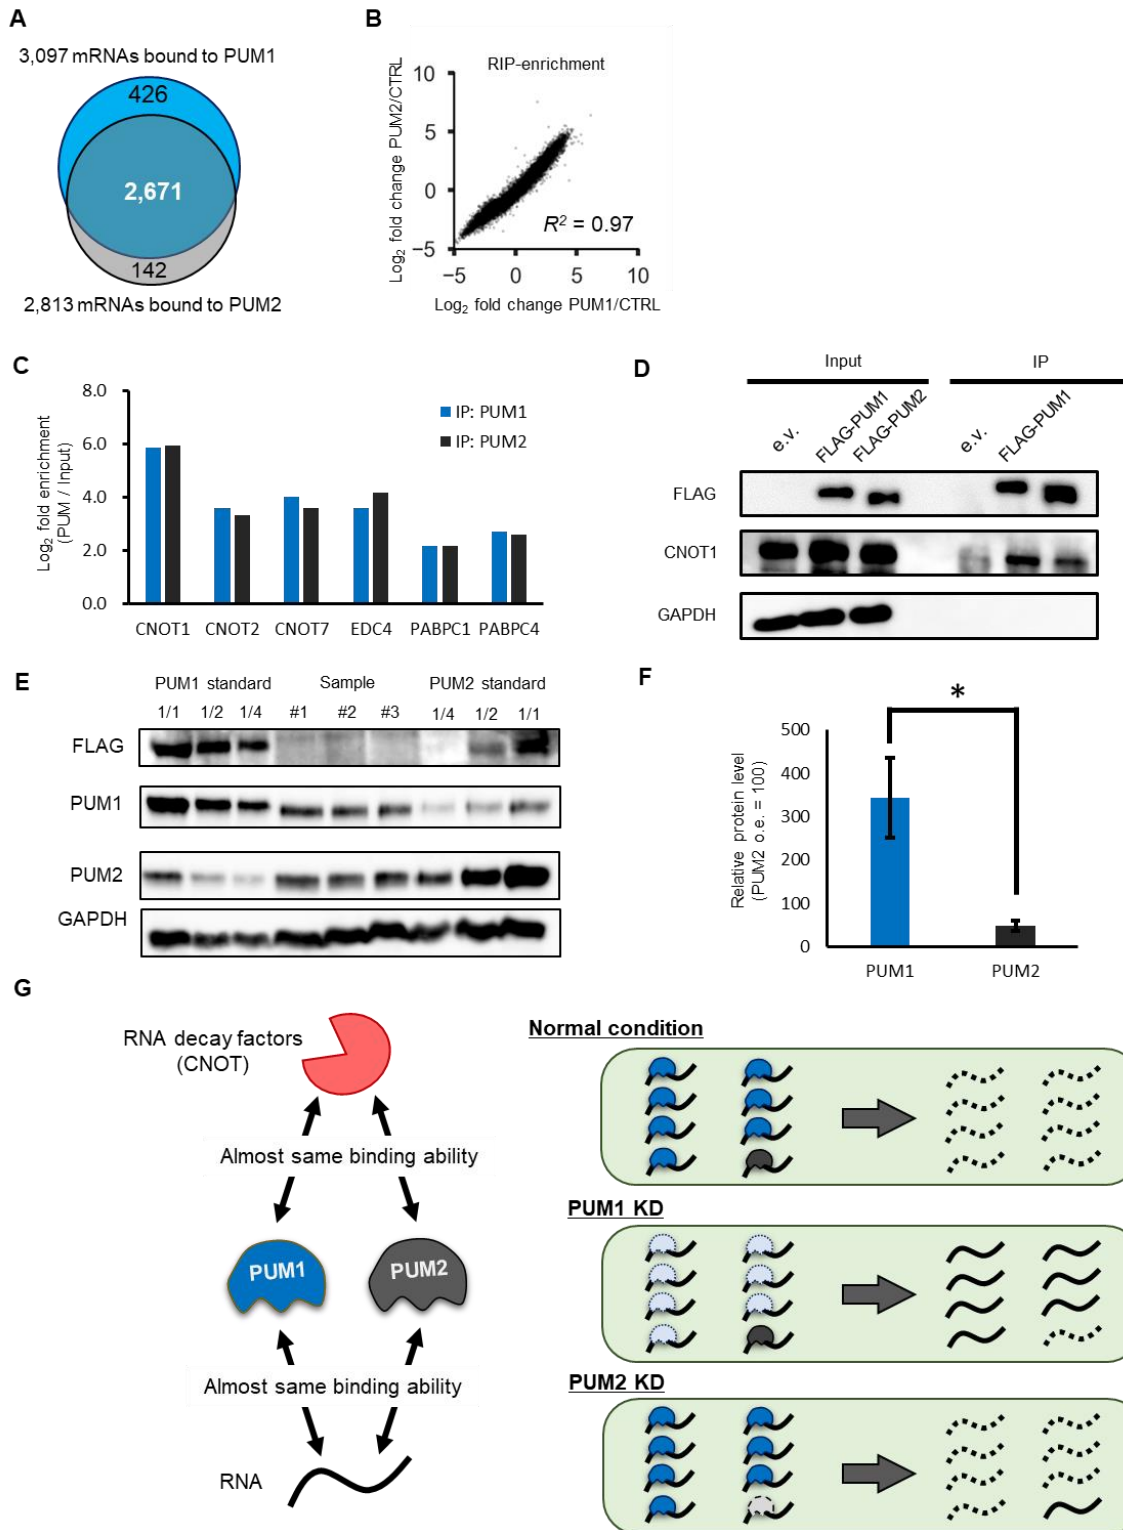 A
3,097 mRNAs bound to PUM1
426
2,671
142
2,813 mRNAs bound to PUM2
B
RIP-enrichment
Log2 fold change PUM2/CTRL
10
5
0
−5
R2 = 0.97
−5 0 5 10
Log2 fold change PUM1/CTRL
C
Log2 fold enrichment
(PUM / Input)
8.0
6.0
4.0
2.0
0.0
IP: PUM1
IP: PUM2
CNOT1 CNOT2 CNOT7 EDC4 PABPC1 PABPC4
D
Input IP
e.v. FLAG-PUM1 FLAG-PUM2 e.v. FLAG-PUM1
FLAG
CNOT1
GAPDH
E
PUM1 standard Sample PUM2 standard
1/1 1/2 1/4 #1 #2 #3 1/4 1/2 1/1
FLAG
PUM1
PUM2
GAPDH
F
*
Relative protein level
(PUM2 o.e. = 100)
500
400
300
200
100
0
PUM1 PUM2
G
RNA decay factors
(CNOT)
Almost same binding ability
PUM1 PUM2
Almost same binding ability
RNA
Normal condition
PUM1 KD
PUM2 KD